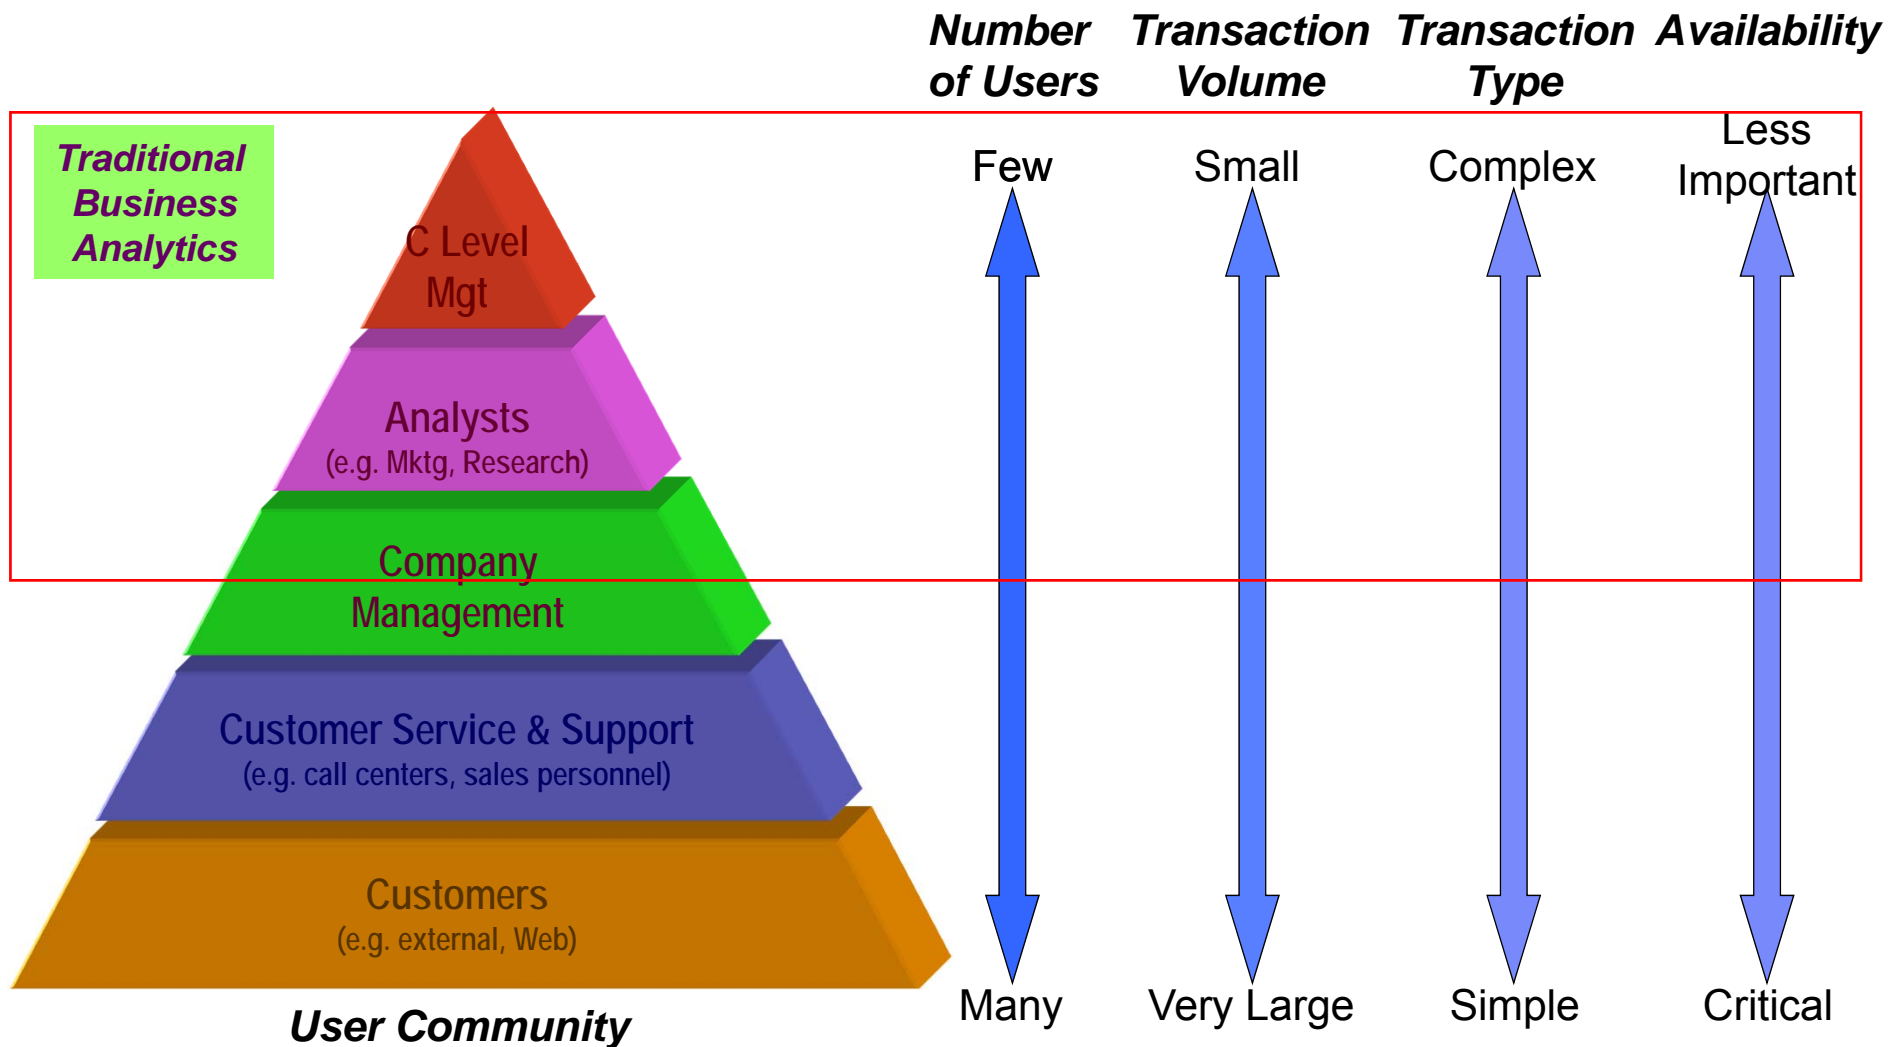 Number of Users
Transaction Volume
Transaction Type
Availability
Traditional
Business
Analytics
Few
Small
Complex
Less
Important
C Level
Mgt
Analysts
(e.g. Mktg, Research)
Company
Management
Customer Service & Support
(e.g. call centers, sales personnel)
Customers
(e.g. external, Web)
Many
Very Large
Simple
Critical
User Community